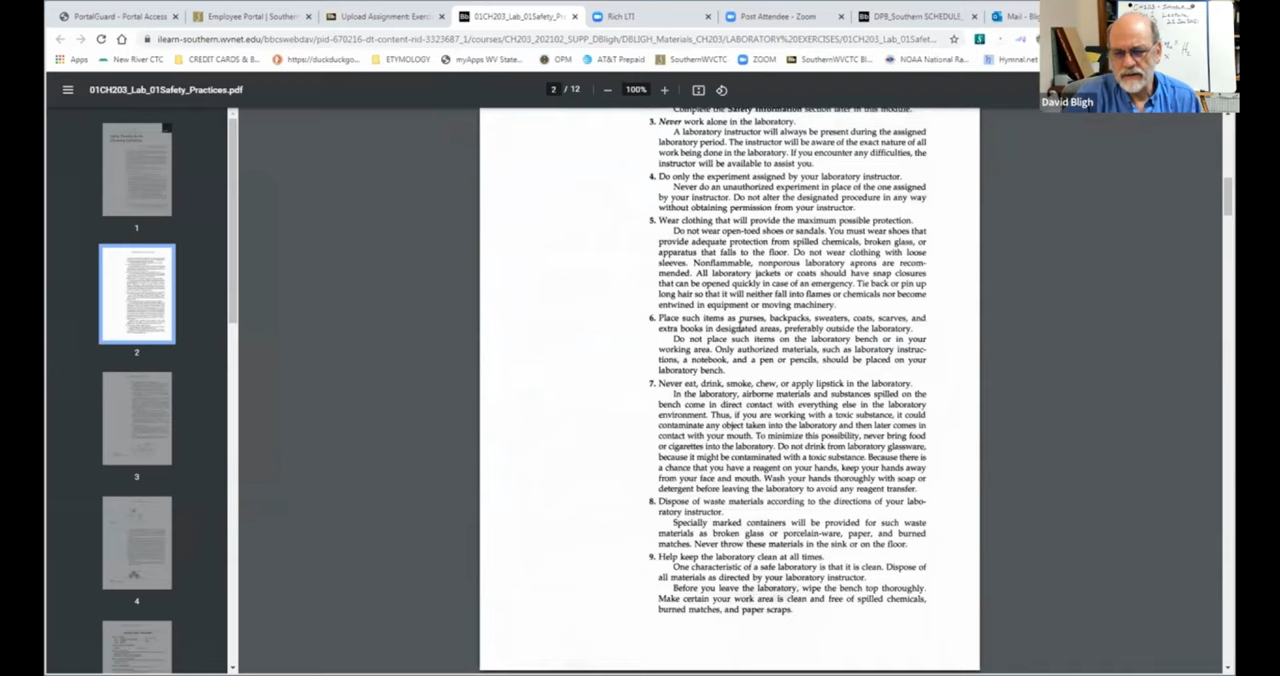 PortalGuard - Portal Access
Employee Portal | Southern
Upload Assignment: Exerci
01CH203_Lab_01Safety_Pr
Rich LTI
Post Attendee - Zoom
DPB_Southern SCHEDULE_
Mail - Bli
ilearn-southern.wvnet.edu/bbcswebdav/pid-670216-dt-content-rid-3323687_1/courses/CH203_202102_SUPP_DBligh/DBLIGH_Materials_CH203/LABORATORY%20EXERCISES/01CH203_Lab_01Safet...
Apps
New River CTC
CREDIT CARDS & B...
https://duckduckgo...
ETYMOLOGY
myApps WV State...
OPM
AT&T Prepaid
SouthernWVCTC
ZOOM
SouthernWVCTC Bl...
NOAA National Ra...
Hymnal.net
David Bligh
01CH203_Lab_01Safety_Practices.pdf
2 / 12
100%
1
2
3
4
Complete the Safety Information section later in this module.
3. Never work alone in the laboratory.
A laboratory instructor will always be present during the assigned
laboratory period. The instructor will be aware of the exact nature of all
work being done in the laboratory. If you encounter any difficulties, the
instructor will be available to assist you.
4. Do only the experiment assigned by your laboratory instructor.
Never do an unauthorized experiment in place of the one assigned
by your instructor. Do not alter the designated procedure in any way
without obtaining permission from your instructor.
5. Wear clothing that will provide the maximum possible protection.
Do not wear open-toed shoes or sandals. You must wear shoes that
provide adequate protection from spilled chemicals, broken glass, or
apparatus that falls to the floor. Do not wear clothing with loose
sleeves. Nonflammable, nonporous laboratory aprons are recom-
mended. All laboratory jackets or coats should have snap closures
that can be opened quickly in case of an emergency. Tie back or pin up
long hair so that it will neither fall into flames or chemicals nor become
entwined in equipment or moving machinery.
6. Place such items as purses, backpacks, sweaters, coats, scarves, and
extra books in designated areas, preferably outside the laboratory.
Do not place such items on the laboratory bench or in your
working area. Only authorized materials, such as laboratory instruc-
tions, a notebook, and a pen or pencils, should be placed on your
laboratory bench.
7. Never eat, drink, smoke, chew, or apply lipstick in the laboratory.
In the laboratory, airborne materials and substances spilled on the
bench come in direct contact with everything else in the laboratory
environment. Thus, if you are working with a toxic substance, it could
contaminate any object taken into the laboratory and then later comes in
contact with your mouth. To minimize this possibility, never bring food
or cigarettes into the laboratory. Do not drink from laboratory glassware,
because it might be contaminated with a toxic substance. Because there is
a chance that you have a reagent on your hands, keep your hands away
from your face and mouth. Wash your hands thoroughly with soap or
detergent before leaving the laboratory to avoid any reagent transfer.
8. Dispose of waste materials according to the directions of your labo-
ratory instructor.
Specially marked containers will be provided for such waste
materials as broken glass or porcelain-ware, paper, and burned
matches. Never throw these materials in the sink or on the floor.
9. Help keep the laboratory clean at all times.
One characteristic of a safe laboratory is that it is clean. Dispose of
all materials as directed by your laboratory instructor.
Before you leave the laboratory, wipe the bench top thoroughly.
Make certain your work area is clean and free of spilled chemicals,
burned matches, and paper scraps.